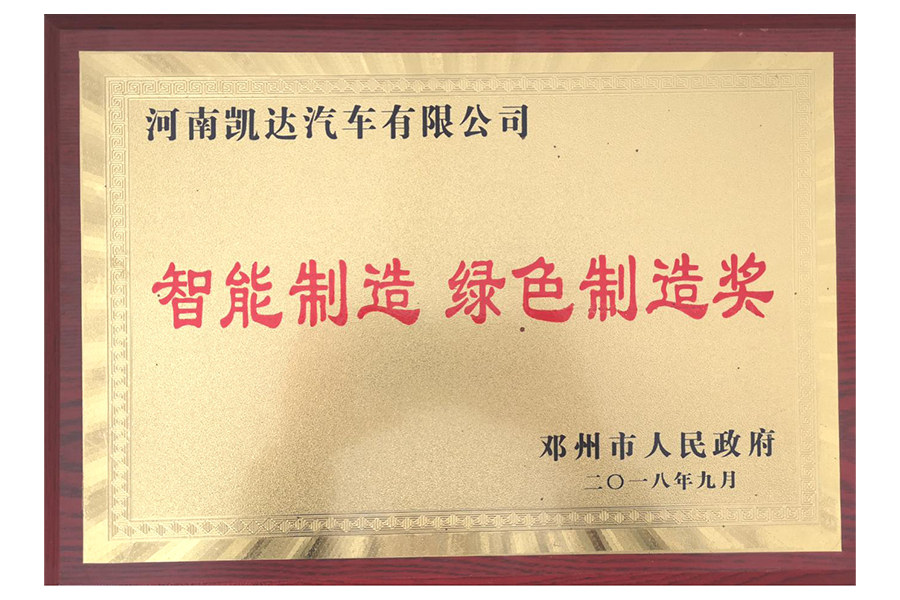 河南凯达汽车有限公司
智能制造 绿色制造奖
邓州市人民政府
二〇一八年九月